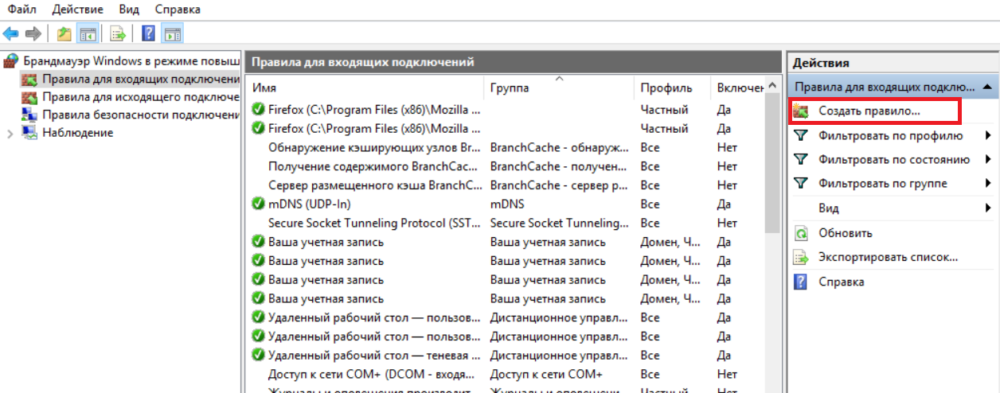 Файл Действие Вид Справка
Брандмауэр Windows в режиме повыш
Правила для входящих подключени
Правила для исходящего подключе
Правила безопасности подключени
Наблюдение
Правила для входящих подключений
Имя Группа Профиль Включен
Firefox (C:\Program Files (x86)\Mozilla ... Частный Да
Firefox (C:\Program Files (x86)\Mozilla ... Частный Да
Обнаружение кэширующих узлов Br... BranchCache - обнаруж... Все Нет
Получение содержимого BranchCac... BranchCache - получен... Все Нет
Сервер размещенного кэша BranchC... BranchCache - сервер р... Все Нет
mDNS (UDP-In) mDNS Все Да
Secure Socket Tunneling Protocol (SST... Secure Socket Tunneling... Все Нет
Ваша учетная запись Ваша учетная запись Домен, Ч... Да
Ваша учетная запись Ваша учетная запись Домен, Ч... Да
Ваша учетная запись Ваша учетная запись Домен, Ч... Да
Ваша учетная запись Ваша учетная запись Домен, Ч... Да
Удаленный рабочий стол — пользов... Дистанционное управл... Все Да
Удаленный рабочий стол — пользов... Дистанционное управл... Все Да
Удаленный рабочий стол — теневая ... Дистанционное управл... Все Да
Доступ к сети COM+ (DCOM - входя... Доступ к сети COM+ Все Нет
Журналы и оповещения производит... Журналы и оповещени... Частный Нет
Действия
Правила для входящих подклю...
Создать правило...
Фильтровать по профилю
Фильтровать по состоянию
Фильтровать по группе
Вид
Обновить
Экспортировать список...
Справка